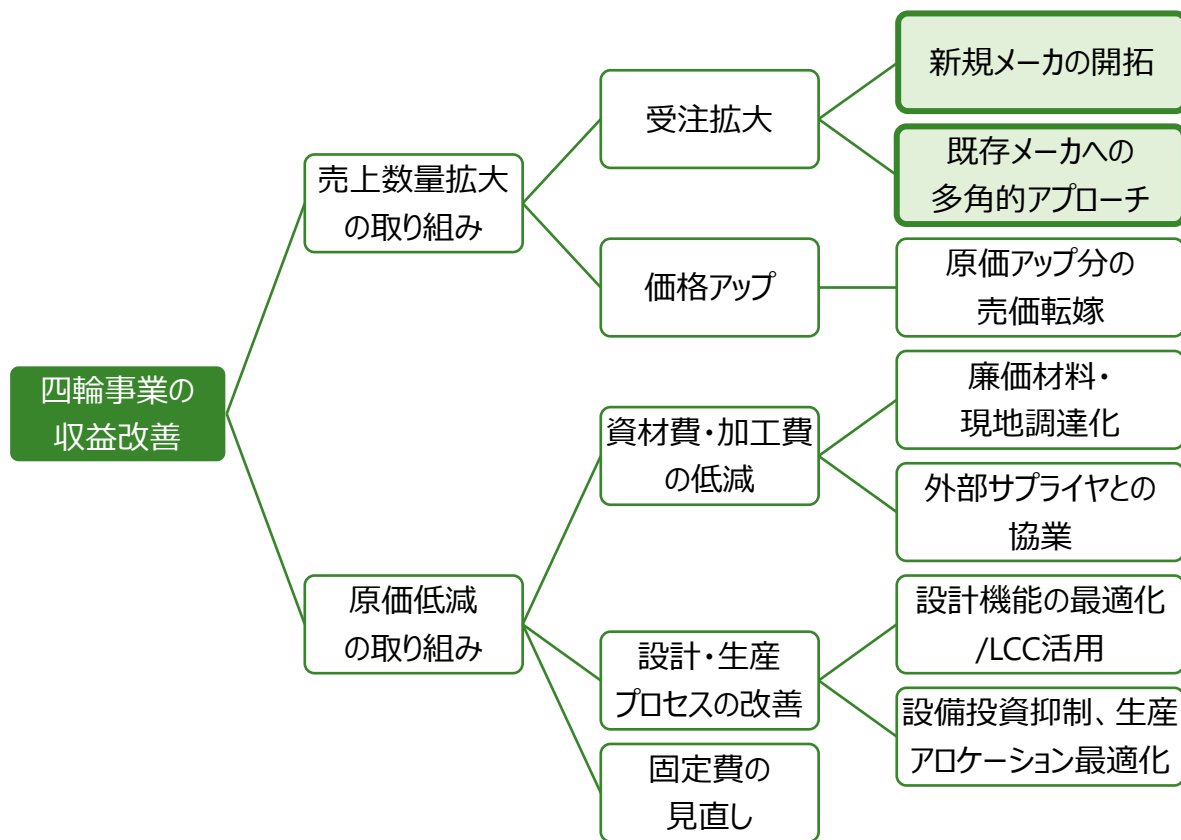 四輪事業の
収益改善
売上数量拡大
の取り組み
受注拡大
新規メーカの開拓
既存メーカへの
多角的アプローチ
価格アップ
原価アップ分の
売価転嫁
原価低減
の取り組み
資材費・加工費
の低減
廉価材料・
現地調達化
外部サプライヤとの
協業
設計・生産
プロセスの改善
設計機能の最適化
/LCC活用
設備投資抑制、生産
アロケーション最適化
固定費の
見直し